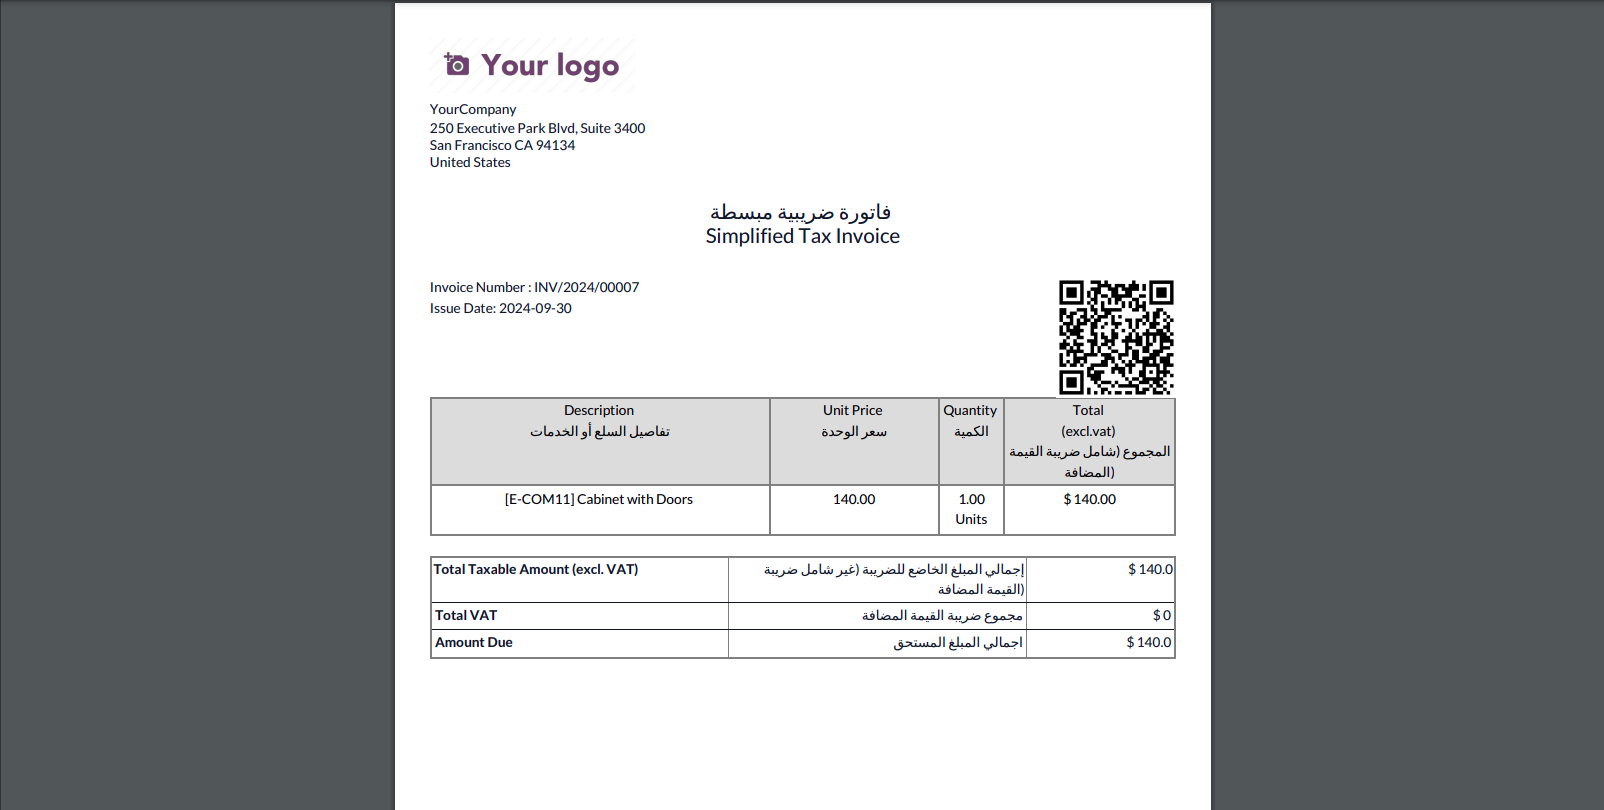 Your logo
YourCompany
250 Executive Park Blvd, Suite 3400
San Francisco CA 94134
United States
فاتورة ضريبية مبسطة
Simplified Tax Invoice
Invoice Number : INV/2024/00007
Issue Date: 2024-09-30
Description
تفاصيل السلع أو الخدمات
Unit Price
سعر الوحدة
Quantity
الكمية
Total
(excl.vat)
المجموع (شامل ضريبة القيمة
المضافة)
[E-COM11] Cabinet with Doors
140.00
1.00
Units
$ 140.00
Total Taxable Amount (excl. VAT)
إجمالي المبلغ الخاضع للضريبة (غير شامل ضريبة
القيمة المضافة)
$ 140.0
Total VAT
مجموع ضريبة القيمة المضافة
$ 0
Amount Due
اجمالي المبلغ المستحق
$ 140.0